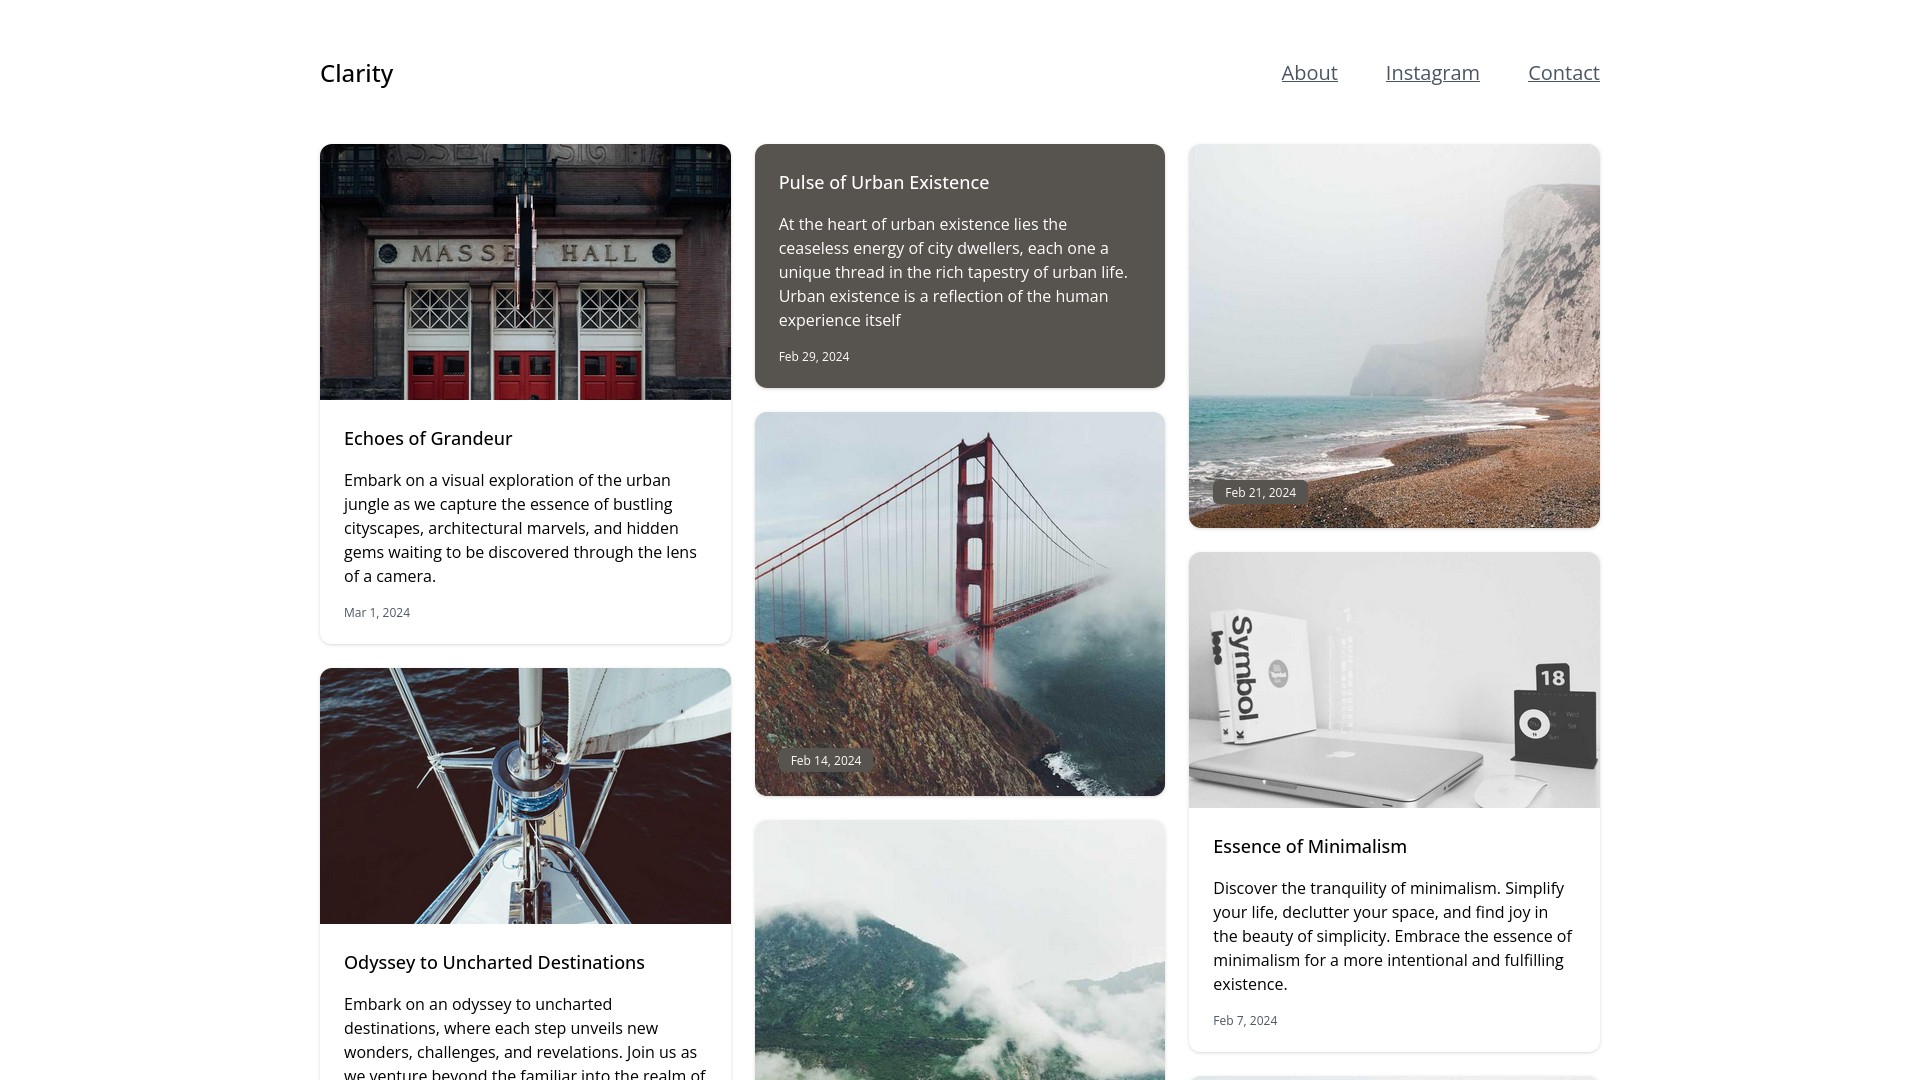 Clarity
About
Instagram
Contact
MASSE HALL
Echoes of Grandeur
Embark on a visual exploration of the urban
jungle as we capture the essence of bustling
cityscapes, architectural marvels, and hidden
gems waiting to be discovered through the lens
of a camera.
Mar 1, 2024
Odyssey to Uncharted Destinations
Embark on an odyssey to uncharted
destinations, where each step unveils new
wonders, challenges, and revelations. Join us as
we venture beyond the familiar into the realm of
Pulse of Urban Existence
At the heart of urban existence lies the
ceaseless energy of city dwellers, each one a
unique thread in the rich tapestry of urban life.
Urban existence is a reflection of the human
experience itself
Feb 29, 2024
Feb 14, 2024
Feb 21, 2024
Symbol
logo
18
Essence of Minimalism
Discover the tranquility of minimalism. Simplify
your life, declutter your space, and find joy in
the beauty of simplicity. Embrace the essence of
minimalism for a more intentional and fulfilling
existence.
Feb 7, 2024